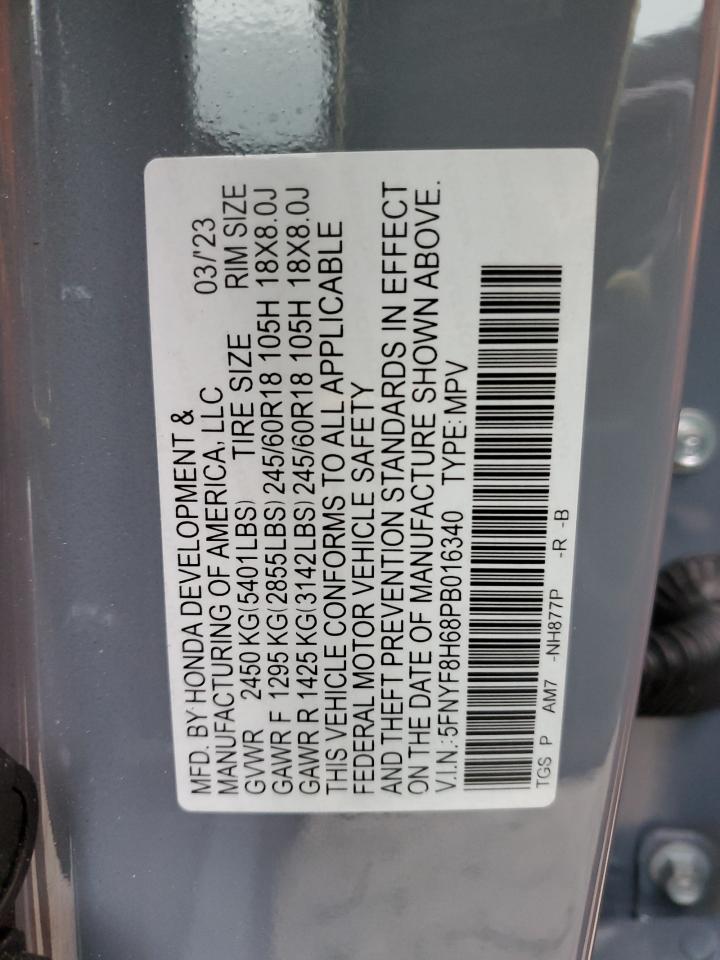 MFD. BY HONDA DEVELOPMENT &
MANUFACTURING OF AMERICA, LLC 03/'23
GVWR 2450 KG(5401LBS) TIRE SIZE RIM SIZE
GAWR F 1295 KG(2855LBS) 245/60R18 105H 18X8.0J
GAWR R 1425 KG(3142LBS) 245/60R18 105H 18X8.0J
THIS VEHICLE CONFORMS TO ALL APPLICABLE
FEDERAL MOTOR VEHICLE SAFETY
AND THEFT PREVENTION STANDARDS IN EFFECT
ON THE DATE OF MANUFACTURE SHOWN ABOVE.
V.I.N.: 5FNYF8H68PB016340 TYPE: MPV
TGS P AM7 -NH877P -R -B